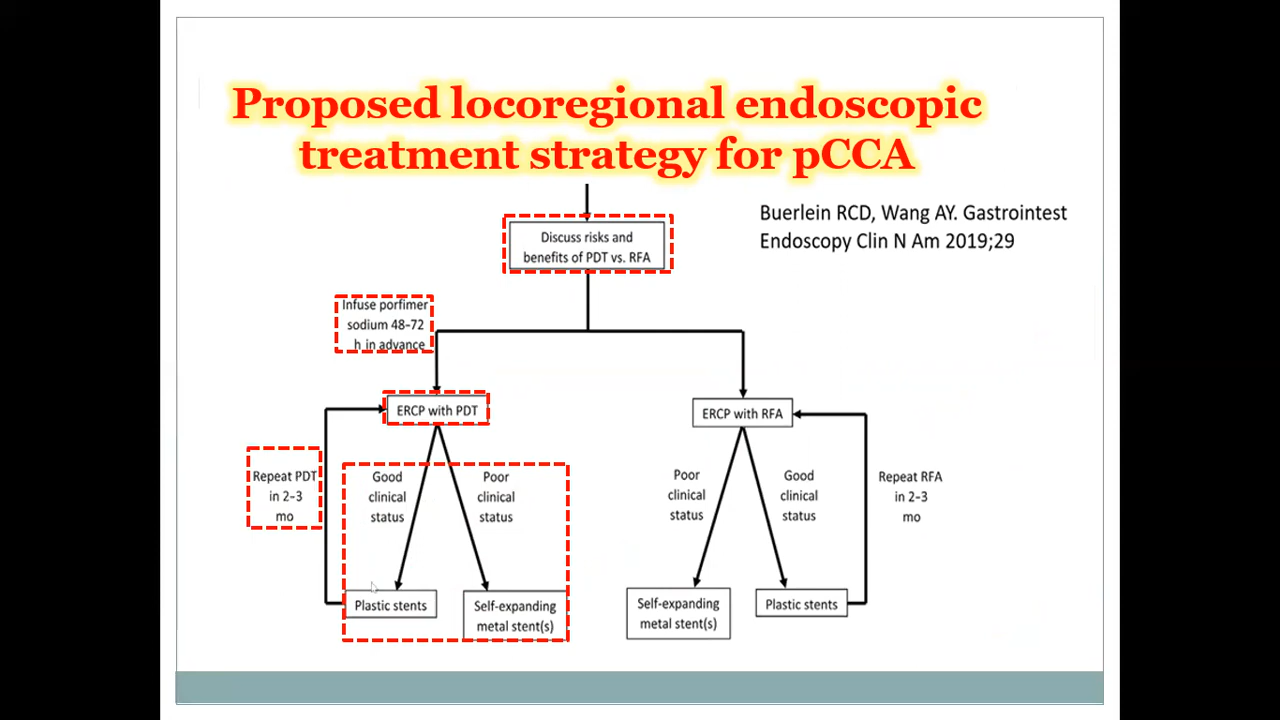 Proposed locoregional endoscopic
treatment strategy for pCCA
Buerlein RCD, Wang AY. Gastrointest
Endoscopy Clin N Am 2019;29
Discuss risks and
benefits of PDT vs. RFA
Infuse porfimer
sodium 48-72
h in advance
ERCP with PDT
ERCP with RFA
Repeat PDT
in 2-3
mo
Good
clinical
status
Poor
clinical
status
Poor
clinical
status
Good
clinical
status
Repeat RFA
in 2-3
mo
Plastic stents
Self-expanding
metal stent(s)
Self-expanding
metal stent(s)
Plastic stents